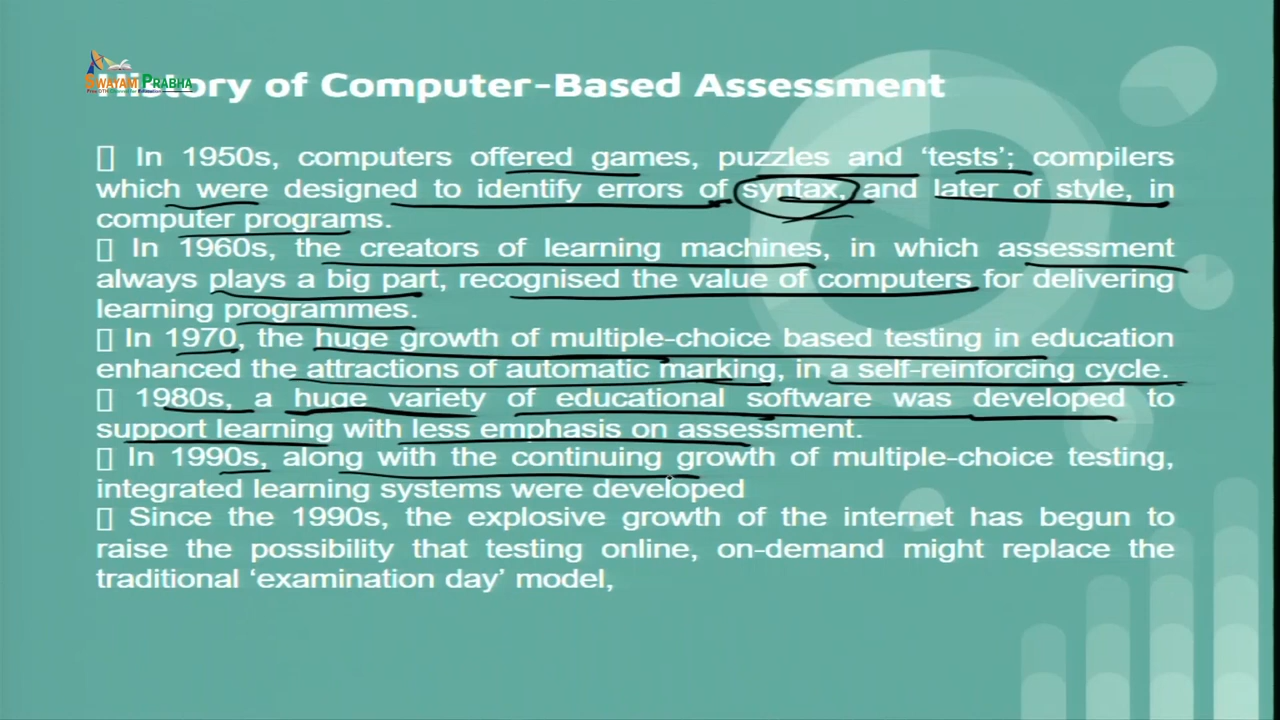 SWAYAM PRABHA
History of Computer-Based Assessment
In 1950s, computers offered games, puzzles and ‘tests’; compilers
which were designed to identify errors of syntax, and later of style, in
computer programs.
In 1960s, the creators of learning machines, in which assessment
always plays a big part, recognised the value of computers for delivering
learning programmes.
In 1970, the huge growth of multiple-choice based testing in education
enhanced the attractions of automatic marking, in a self-reinforcing cycle.
1980s, a huge variety of educational software was developed to
support learning with less emphasis on assessment.
In 1990s, along with the continuing growth of multiple-choice testing,
integrated learning systems were developed
Since the 1990s, the explosive growth of the internet has begun to
raise the possibility that testing online, on-demand might replace the
traditional ‘examination day’ model,